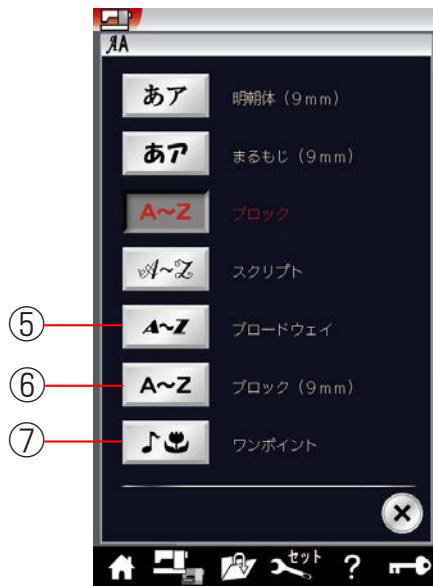 AA
あア 明朝体（9mm）
あア まるもじ（9mm）
A～Z ブロック
A～Z スクリプト
⑤ A～Z ブロードウェイ
⑥ A～Z ブロック（9mm）
⑦ ♪ ワンポイント
×
セット ?